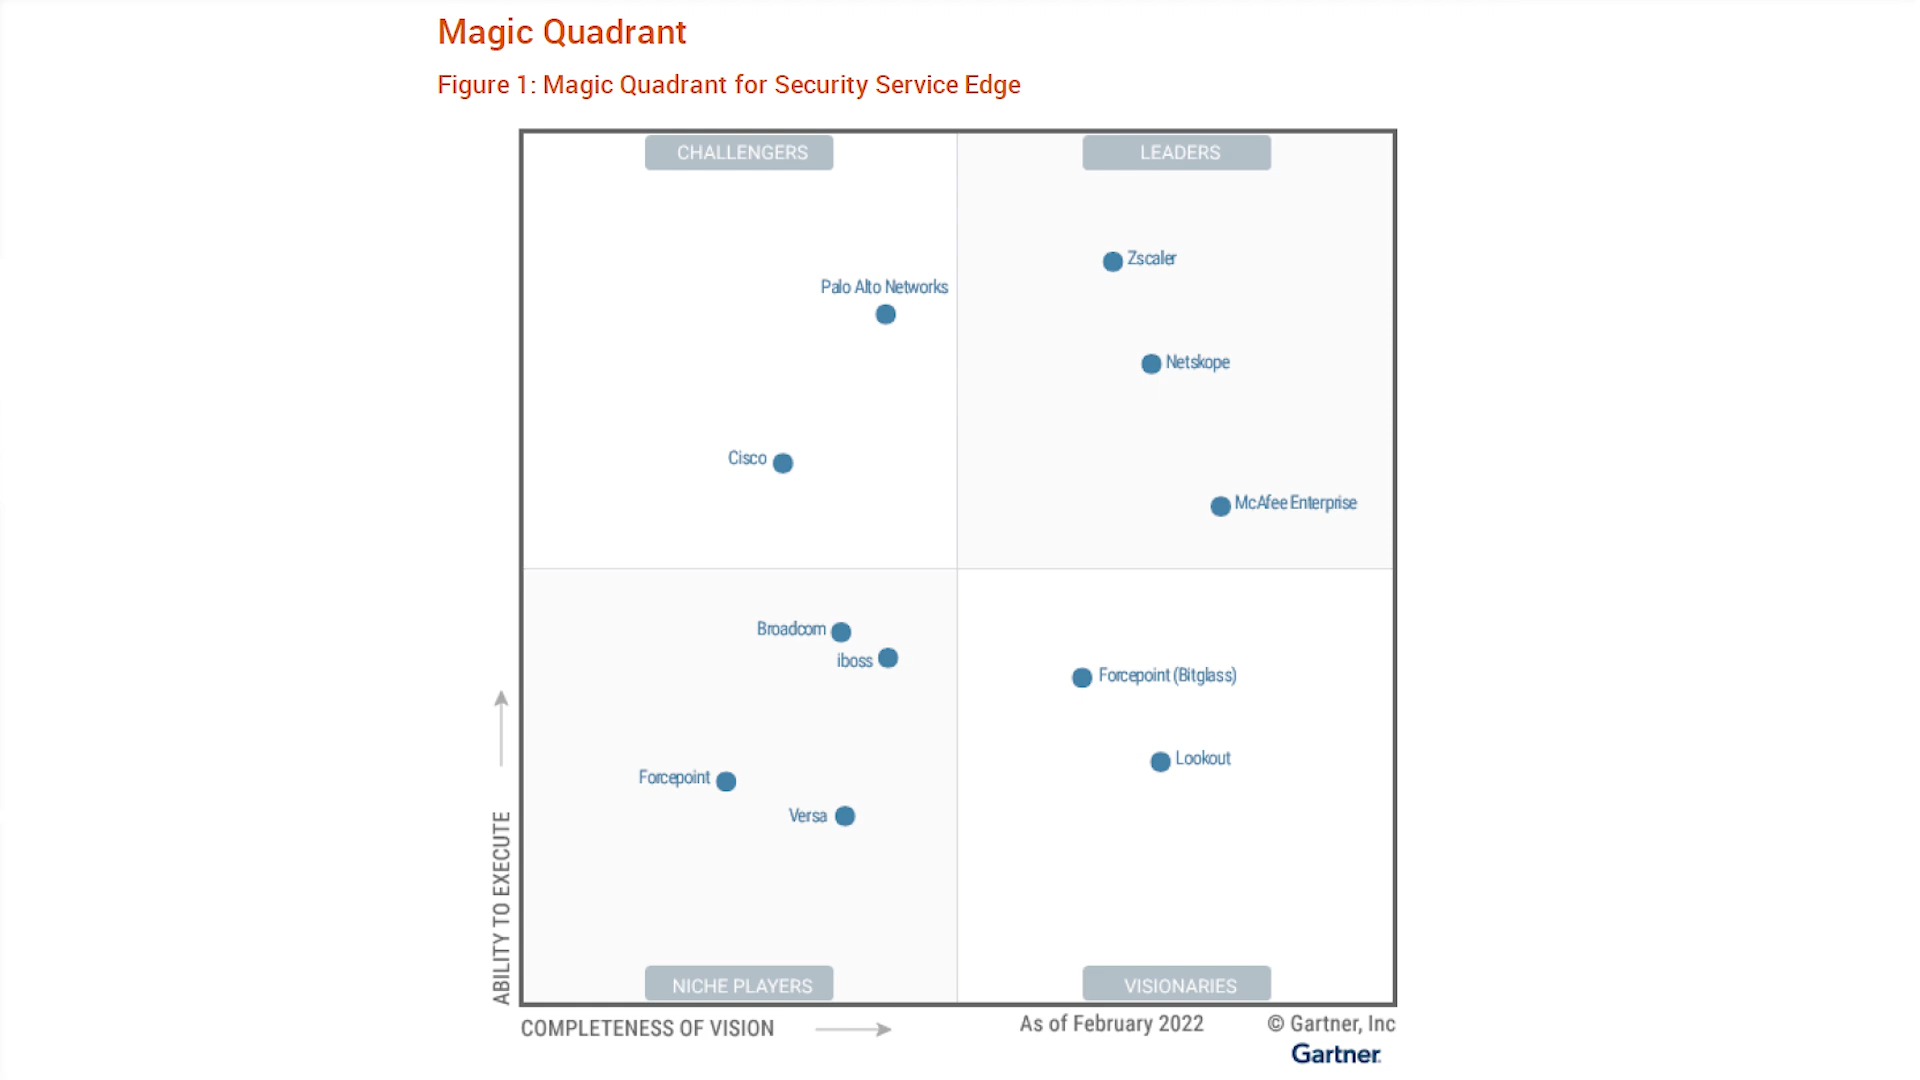 Magic Quadrant
Figure 1: Magic Quadrant for Security Service Edge
CHALLENGERS
LEADERS
Zscaler
Palo Alto Networks
Netskope
Cisco
McAfee Enterprise
Broadcom
iboss
Forcepoint (Bitglass)
Lookout
Forcepoint
Versa
ABILITY TO EXECUTE
NICHE PLAYERS
VISIONARIES
COMPLETENESS OF VISION
As of February 2022
© Gartner, Inc
Gartner